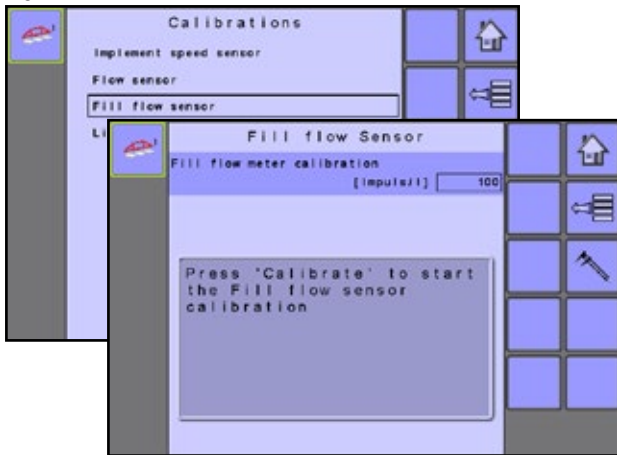 Calibrations
Implement speed sensor
Flow sensor
Fill flow sensor
Li
Fill flow Sensor
Fill flow meter calibration
[impuls/l] 100
Press 'Calibrate' to start
the Fill flow sensor
calibration